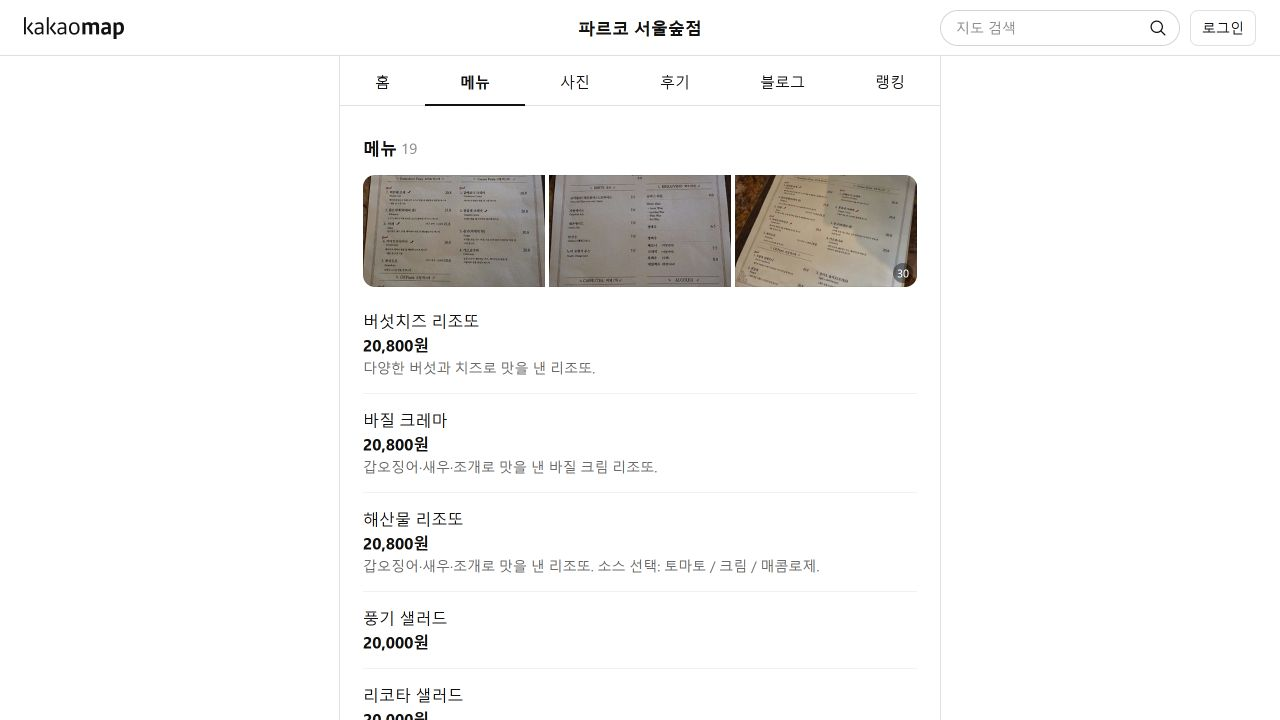 kakaomap
파르코 서울숲점
지도 검색
로그인
홈
메뉴
사진
후기
블로그
랭킹
메뉴 19
30
버섯치즈 리조또
20,800원
다양한 버섯과 치즈로 맛을 낸 리조또.
바질 크레마
20,800원
갑오징어·새우·조개로 맛을 낸 바질 크림 리조또.
해산물 리조또
20,800원
갑오징어·새우·조개로 맛을 낸 리조또. 소스 선택: 토마토 / 크림 / 매콤로제.
풍기 샐러드
20,000원
리코타 샐러드
20,000원